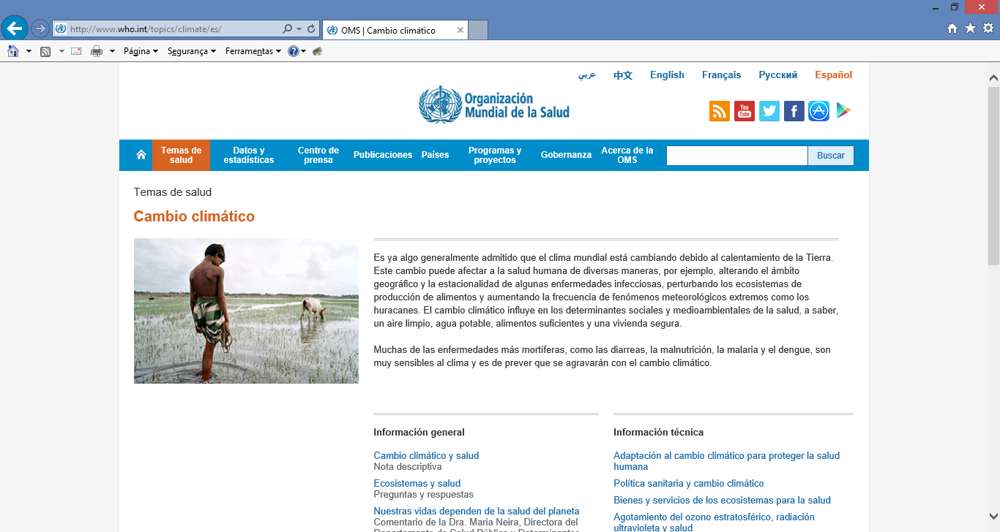 http://www.who.int/topics/climate/es/
OMS | Cambio climático
Página
Segurança
Ferramentas
عربي 中文 English Français Русский Español
Organización
Mundial de la Salud
You
Tube
Temas de
salud
Datos y
estadísticas
Centro de
prensa
Publicaciones
Países
Programas y
proyectos
Gobernanza
Acerca de la
OMS
Buscar
Temas de salud
Cambio climático
Es ya algo generalmente admitido que el clima mundial está cambiando debido al calentamiento de la Tierra.
Este cambio puede afectar a la salud humana de diversas maneras, por ejemplo, alterando el ámbito
geográfico y la estacionalidad de algunas enfermedades infecciosas, perturbando los ecosistemas de
producción de alimentos y aumentando la frecuencia de fenómenos meteorológicos extremos como los
huracanes. El cambio climático influye en los determinantes sociales y medioambientales de la salud, a saber,
un aire limpio, agua potable, alimentos suficientes y una vivienda segura.
Muchas de las enfermedades más mortíferas, como las diarreas, la malnutrición, la malaria y el dengue, son
muy sensibles al clima y es de prever que se agravarán con el cambio climático.
Información general
Cambio climático y salud
Nota descriptiva
Ecosistemas y salud
Preguntas y respuestas
Nuestras vidas dependen de la salud del planeta
Comentario de la Dra. Maria Neira, Directora del
Departamento de Salud Pública y Determinantes
Información técnica
Adaptación al cambio climático para proteger la salud
humana
Política sanitaria y cambio climático
Bienes y servicios de los ecosistemas para la salud
Agotamiento del ozono estratosférico, radiación
ultravioleta y salud